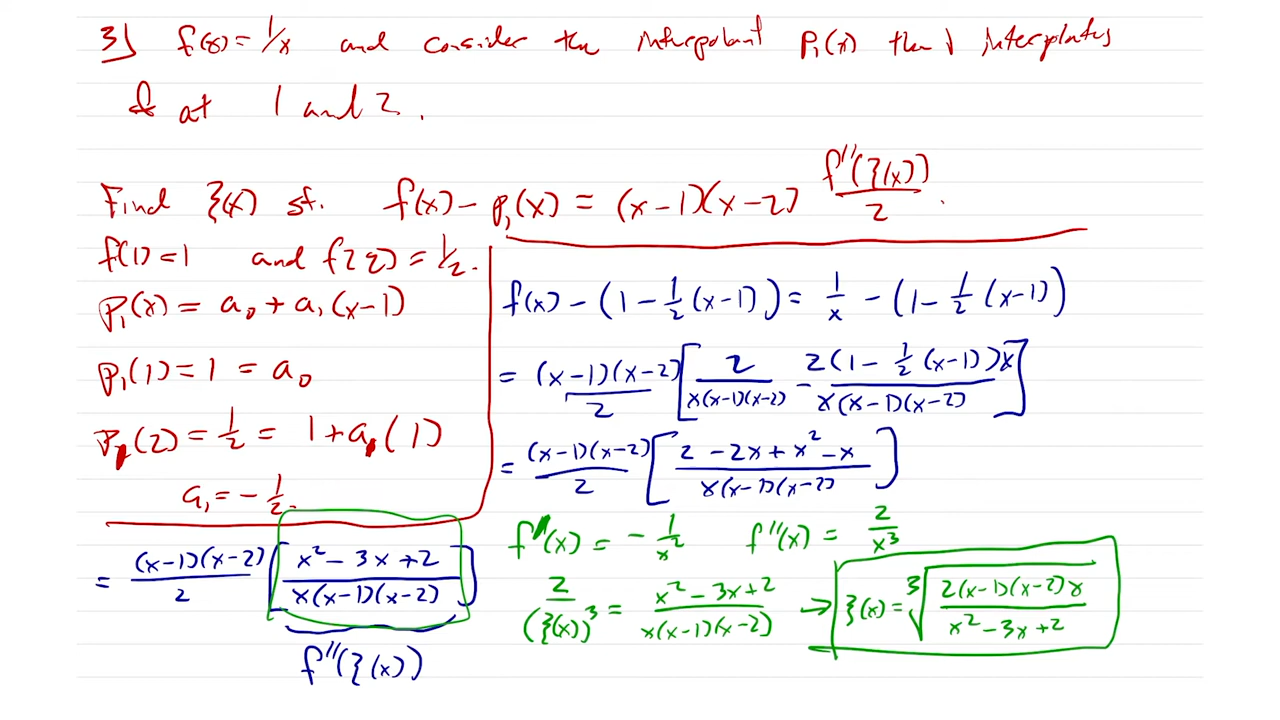 3) f(x) = 1/x and consider the interpolant P₁(x) that interplates
f at 1 and 2.
Find ξ(x) st. f(x) - P₁(x) = (x-1)(x-2) f''(ξ(x))/2 .
f(1) = 1 and f(2) = 1/2.
P₁(x) = a₀ + a₁(x-1)
P₁(1) = 1 = a₀
P₁(2) = 1/2 = 1 + a₁(1)
a₁ = - 1/2.
f(x) - (1 - 1/2 (x-1)) = 1/x - (1 - 1/2 (x-1))
= (x-1)(x-2)/2 [ 2/x(x-1)(x-2) - 2(1 - 1/2 (x-1))x/x(x-1)(x-2) ]
= (x-1)(x-2)/2 [ 2 - 2x + x² - x/x(x-1)(x-2) ]
= (x-1)(x-2)/2 [ x² - 3x + 2/x(x-1)(x-2) ]
f''(ξ(x))
f'(x) = - 1/x² f''(x) = 2/x³
2/(ξ(x))³ = x² - 3x + 2/x(x-1)(x-2) → ξ(x) = ∛ 2(x-1)(x-2)x/x² - 3x + 2